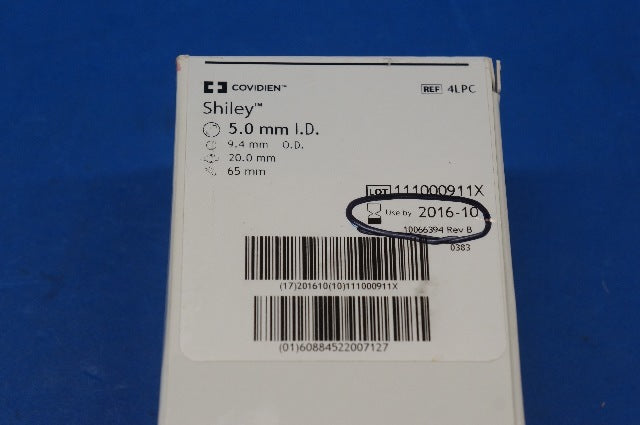 COVIDIEN™
REF 4LPC
Shiley™
5.0 mm I.D.
9.4 mm O.D.
20.0 mm
65 mm
LOT 111000911X
Use by 2016-10
10066394 Rev B
0383
(17)201610(10)111000911X
(01)60884522007127